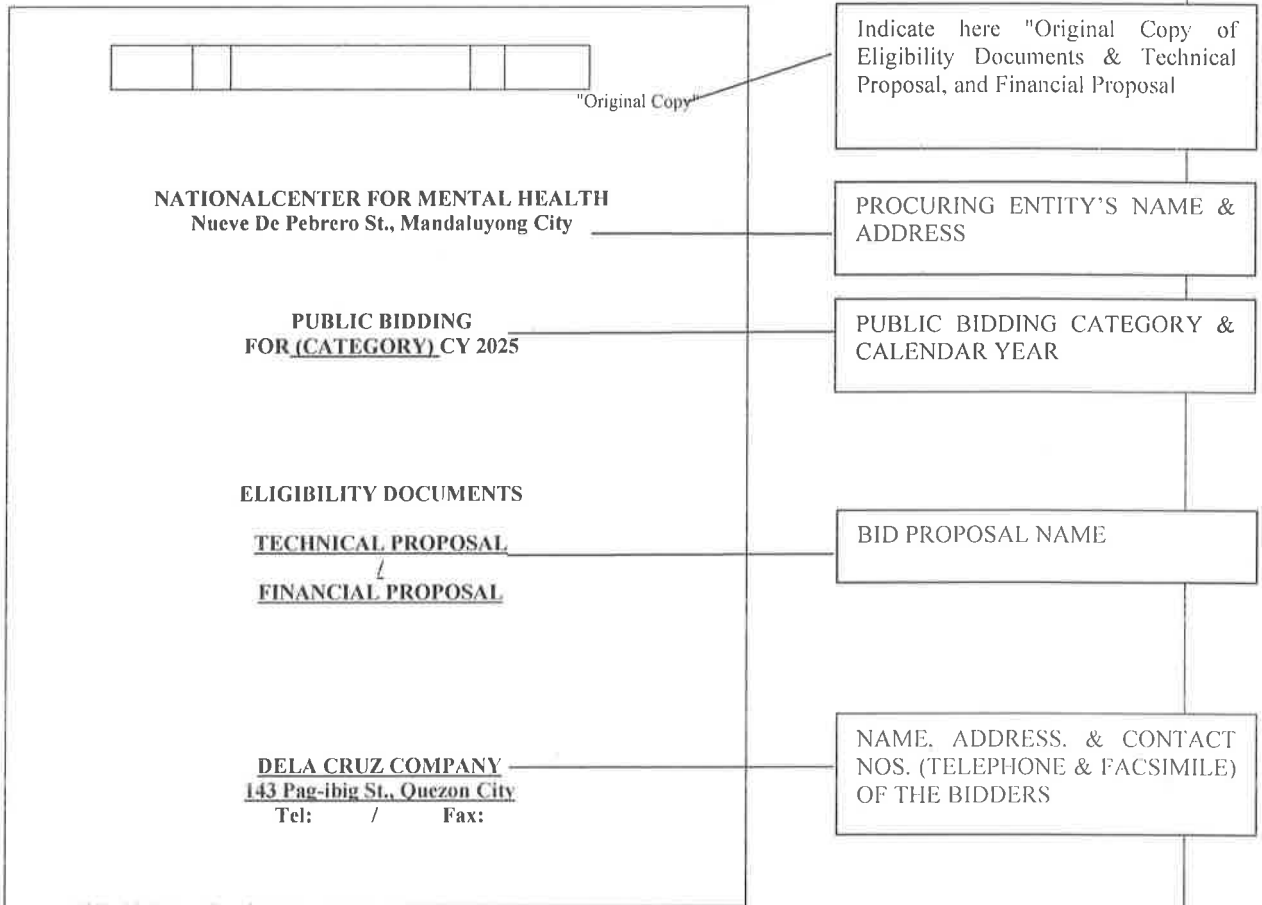 Indicate here "Original Copy of
Eligibility Documents & Technical
Proposal, and Financial Proposal
"Original Copy"
NATIONALCENTER FOR MENTAL HEALTH
Nueve De Pebrero St., Mandaluyong City
PROCURING ENTITY'S NAME &
ADDRESS
PUBLIC BIDDING
FOR (CATEGORY) CY 2025
PUBLIC BIDDING CATEGORY &
CALENDAR YEAR
ELIGIBILITY DOCUMENTS
TECHNICAL PROPOSAL
/
FINANCIAL PROPOSAL
BID PROPOSAL NAME
DELA CRUZ COMPANY
143 Pag-ibig St., Quezon City
Tel: / Fax:
NAME. ADDRESS. & CONTACT
NOS. (TELEPHONE & FACSIMILE)
OF THE BIDDERS